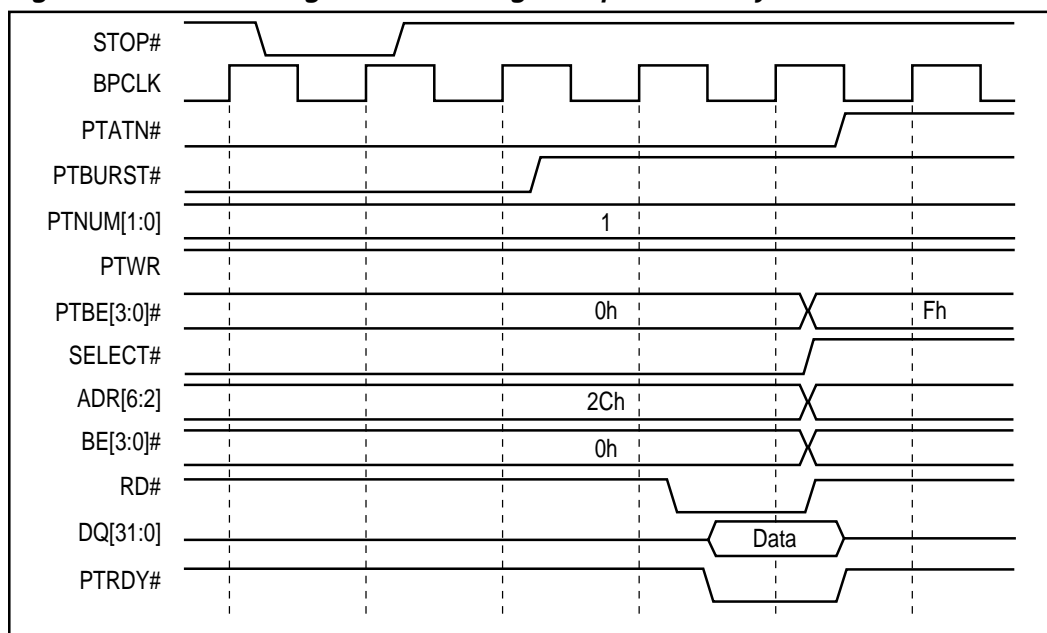 STOP#
BPCLK
PTATN#
PTBURST#
PTNUM[1:0] 1
PTWR
PTBE[3:0]# 0h Fh
SELECT#
ADR[6:2] 2Ch
BE[3:0]# 0h
RD#
DQ[31:0] Data
PTRDY#